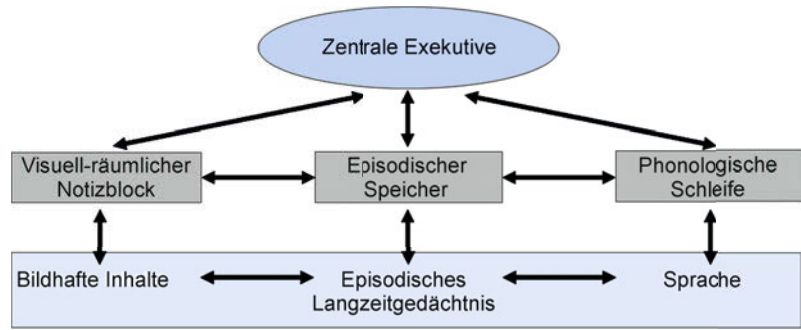 Zentrale Exekutive
Visuell-räumlicher
Notizblock
Episodischer
Speicher
Phonologische
Schleife
Bildhafte Inhalte
Episodisches
Langzeitgedächtnis
Sprache